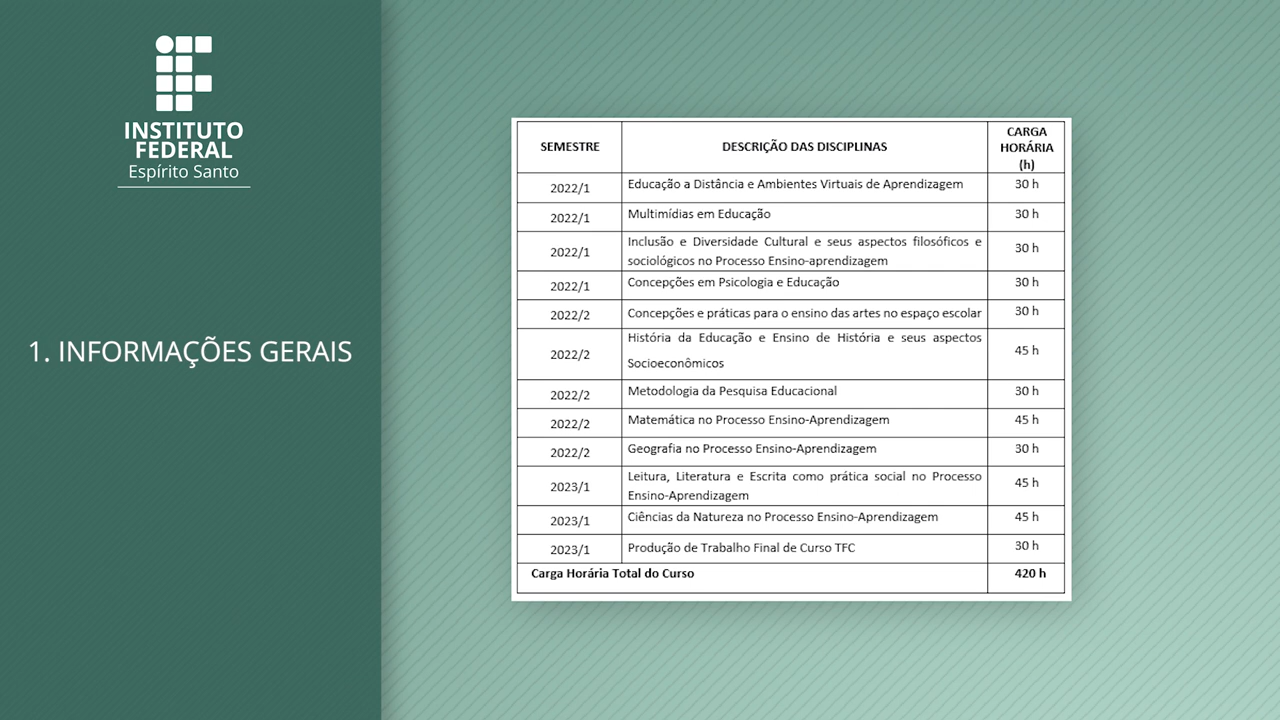 INSTITUTO
FEDERAL
Espírito Santo
1. INFORMAÇÕES GERAIS
SEMESTRE DESCRIÇÃO DAS DISCIPLINAS CARGA
HORÁRIA
(h)
2022/1 Educação a Distância e Ambientes Virtuais de Aprendizagem 30 h
2022/1 Multimídias em Educação 30 h
2022/1 Inclusão e Diversidade Cultural e seus aspectos filosóficos e
sociológicos no Processo Ensino-aprendizagem 30 h
2022/1 Concepções em Psicologia e Educação 30 h
2022/2 Concepções e práticas para o ensino das artes no espaço escolar 30 h
2022/2 História da Educação e Ensino de História e seus aspectos
Socioeconômicos 45 h
2022/2 Metodologia da Pesquisa Educacional 30 h
2022/2 Matemática no Processo Ensino-Aprendizagem 45 h
2022/2 Geografia no Processo Ensino-Aprendizagem 30 h
2023/1 Leitura, Literatura e Escrita como prática social no Processo
Ensino-Aprendizagem 45 h
2023/1 Ciências da Natureza no Processo Ensino-Aprendizagem 45 h
2023/1 Produção de Trabalho Final de Curso TFC 30 h
Carga Horária Total do Curso 420 h